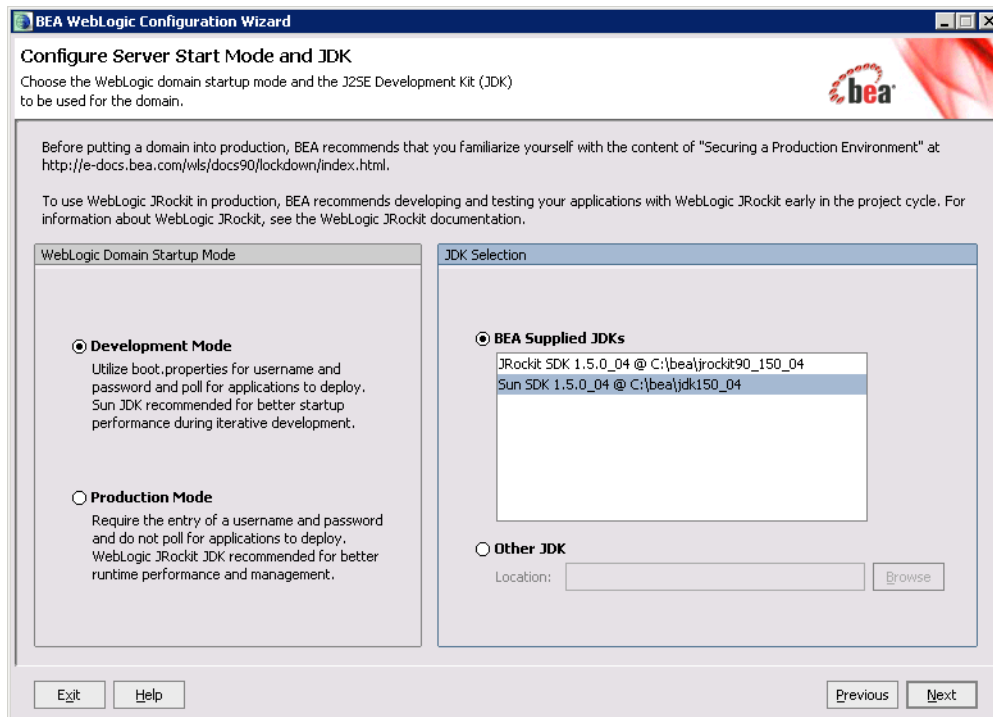 BEA WebLogic Configuration Wizard
Configure Server Start Mode and JDK
Choose the WebLogic domain startup mode and the J2SE Development Kit (JDK)
to be used for the domain.
bea
Before putting a domain into production, BEA recommends that you familiarize yourself with the content of "Securing a Production Environment" at
http://e-docs.bea.com/wls/docs90/lockdown/index.html.
To use WebLogic JRockit in production, BEA recommends developing and testing your applications with WebLogic JRockit early in the project cycle. For
information about WebLogic JRockit, see the WebLogic JRockit documentation.
WebLogic Domain Startup Mode
Development Mode
Utilize boot.properties for username and
password and poll for applications to deploy.
Sun JDK recommended for better startup
performance during iterative development.
Production Mode
Require the entry of a username and password
and do not poll for applications to deploy.
WebLogic JRockit JDK recommended for better
runtime performance and management.
JDK Selection
BEA Supplied JDKs
JRockit SDK 1.5.0_04 @ C:\bea\jrockit90_150_04
Sun SDK 1.5.0_04 @ C:\bea\jdk150_04
Other JDK
Location:
Browse
Exit
Help
Previous
Next